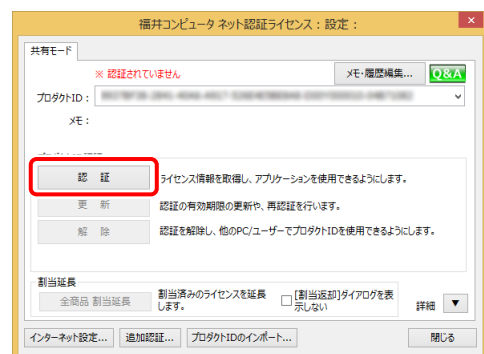 福井コンピュータ ネット認証ライセンス：設定：
×
共有モード
※ 認証されていません
メモ・履歴編集...
Q&A
プロダクトID：
メモ：
認 証
ライセンス情報を取得し、アプリケーションを使用できるようにします。
更 新
認証の有効期限の更新や、再認証を行います。
解 除
認証を解除し、他のPC/ユーザーでプロダクトIDを使用できるようにします。
割当延長
全商品 割当延長
割当済みのライセンスを延長
します。
[割当返却]ダイアログを表
示しない
詳細 ▼
インターネット設定...
追加認証...
プロダクトIDのインポート...
閉じる